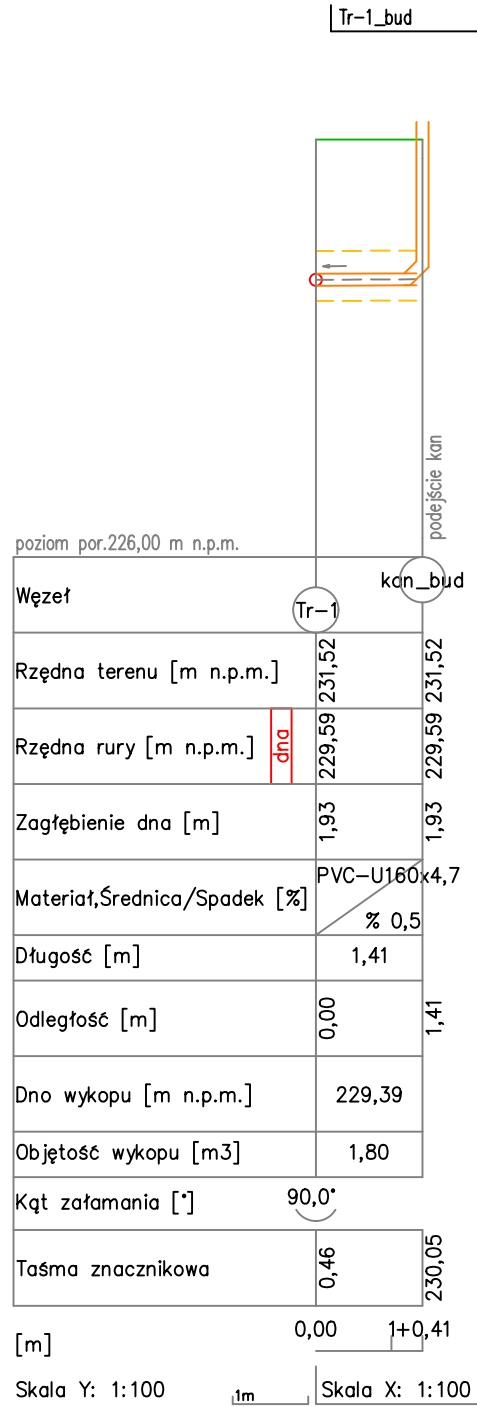 Tr-1_bud
podejście kan
poziom por.226,00 m n.p.m.
Węzeł Tr-1 kan_bud
Rzędna terenu [m n.p.m.] 231,52 231,52
Rzędna rury [m n.p.m.] dna 229,59 229,59
Zagłębienie dna [m] 1,93 1,93
Materiał,Średnica/Spadek [%] PVC-U160x4,7
% 0,5
Długość [m] 1,41
Odległość [m] 0,00 1,41
Dno wykopu [m n.p.m.] 229,39
Objętość wykopu [m3] 1,80
Kąt załamania [°] 90,0°
Taśma znacznikowa 0,46 230,05
[m] 0,00 1+0,41
Skala Y: 1:100 1m Skala X: 1:100